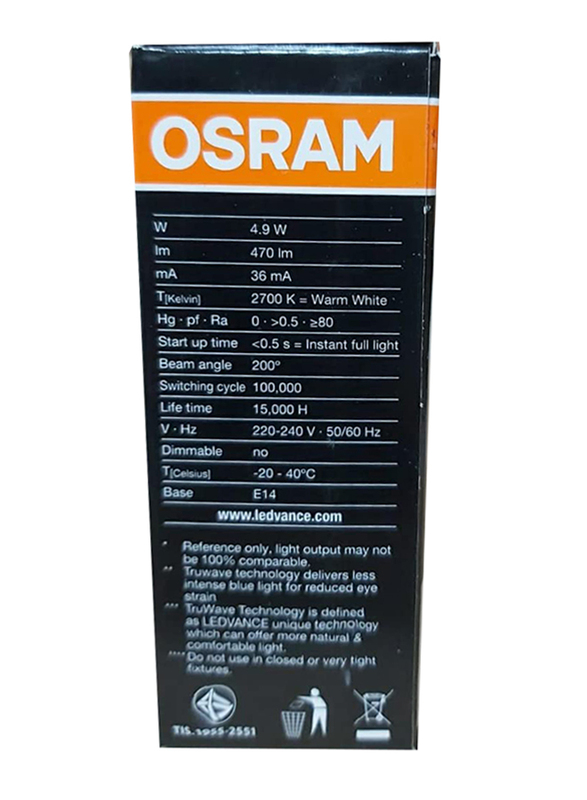 OSRAM
W 4.9 W
lm 470 lm
mA 36 mA
T[Kelvin] 2700 K = Warm White
Hg · pf · Ra 0 · >0.5 · ≥80
Start up time <0.5 s = Instant full light
Beam angle 200º
Switching cycle 100,000
Life time 15,000 H
V · Hz 220-240 V · 50/60 Hz
Dimmable no
T[Celsius] -20 - 40ºC
Base E14
www.ledvance.com
* Reference only, light output may not
be 100% comparable.
** Truwave technology delivers less
intense blue light for reduced eye
strain
*** TruWave Technology is defined
as LEDVANCE unique technology
which can offer more natural &
comfortable light.
**** Do not use in closed or very tight
fixtures.
TIS.1955-2551